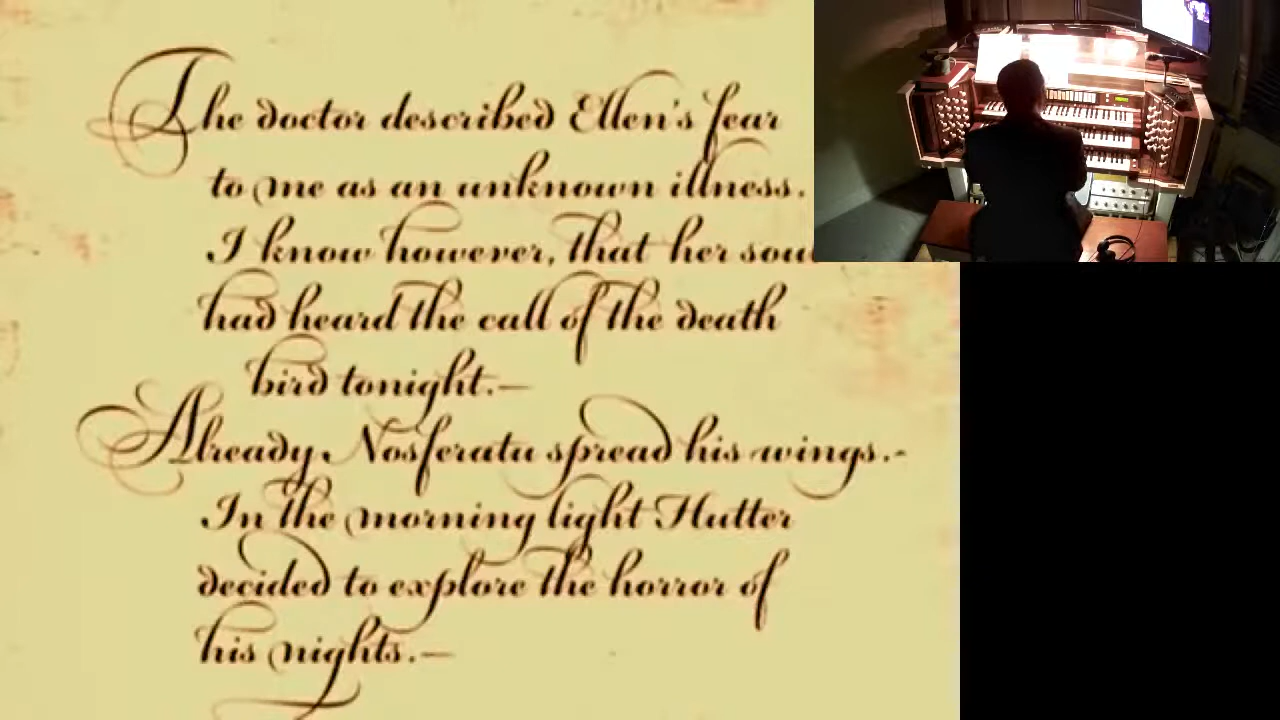 The doctor described Ellen's fear
to me as an unknown illness.
I know however, that her
had heard the call of the death
bird tonight.—
Already Nosferatu spread his wings.-
In the morning light Hutter
decided to explore the horror of
his nights.—